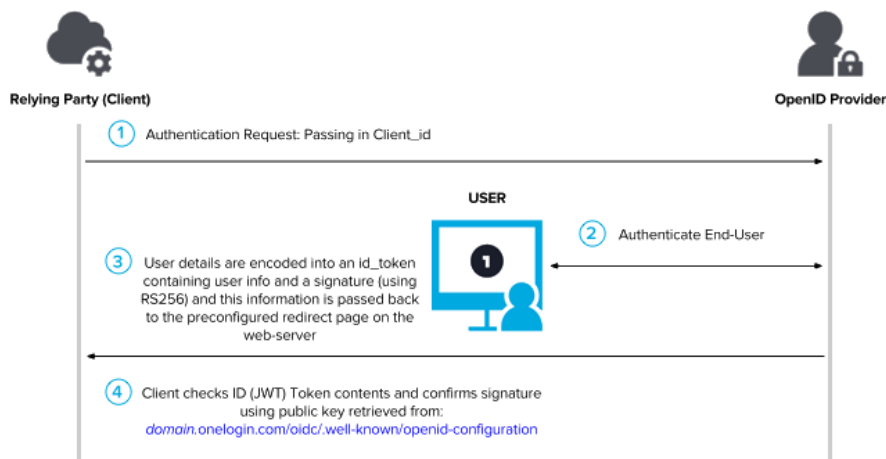 Relying Party (Client)
OpenID Provider
1 Authentication Request: Passing in Client_id
USER
1
2 Authenticate End-User
3 User details are encoded into an id_token
containing user info and a signature (using
RS256) and this information is passed back
to the preconfigured redirect page on the
web-server
4 Client checks ID (JWT) Token contents and confirms signature
using public key retrieved from:
domain.onelogin.com/oidc/.well-known/openid-configuration